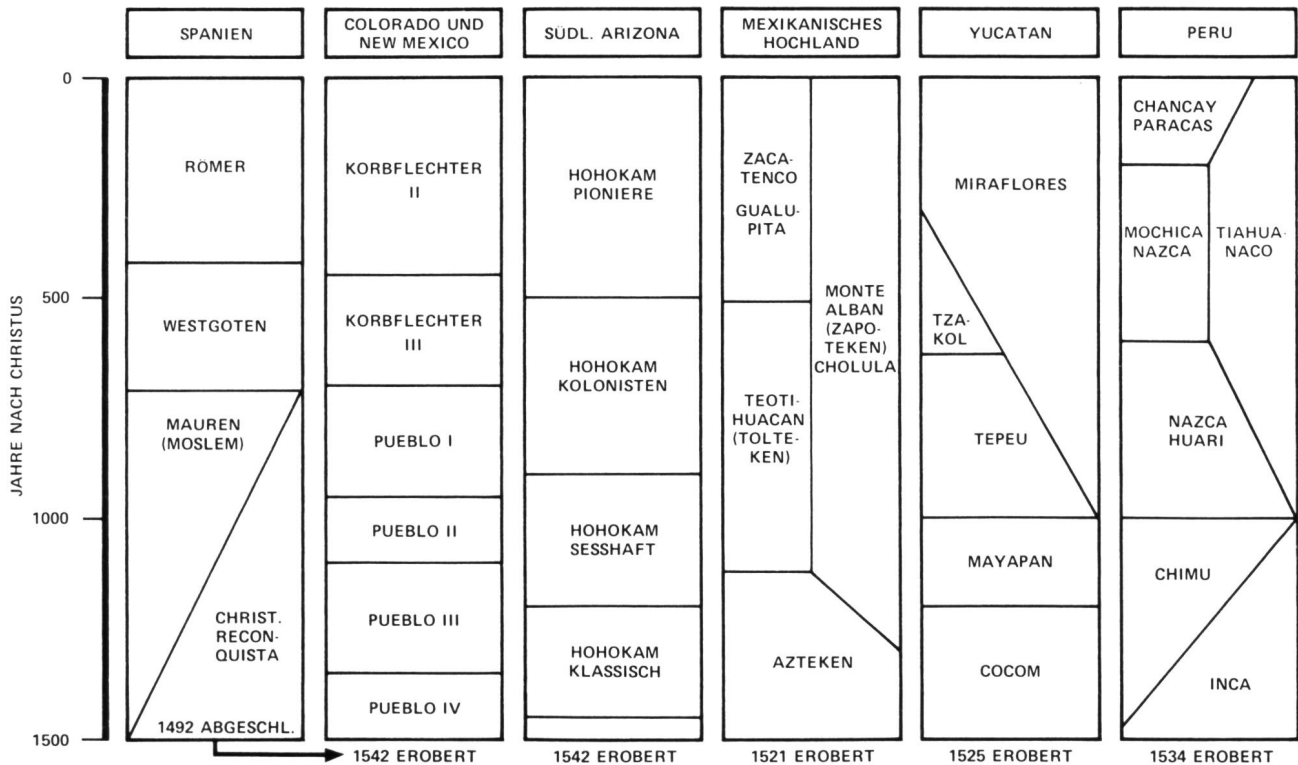 SPANIEN
COLORADO UND
NEW MEXICO
SÜDL. ARIZONA
MEXIKANISCHES
HOCHLAND
YUCATAN
PERU
JAHRE NACH CHRISTUS
0
500
1000
1500
RÖMER
WESTGOTEN
MAUREN
(MOSLEM)
CHRIST.
RECON-
QUISTA
1492 ABGESCHL.
KORBFLECHTER
II
KORBFLECHTER
III
PUEBLO I
PUEBLO II
PUEBLO III
PUEBLO IV
1542 EROBERT
HOHOKAM
PIONIERE
HOHOKAM
KOLONISTEN
HOHOKAM
SESSHAFT
HOHOKAM
KLASSISCH
1542 EROBERT
ZACA-
TENCO
GUALU-
PITA
TEOTI-
HUACAN
(TOLTE-
KEN)
MONTE
ALBAN
(ZAPO-
TEKEN)
CHOLULA
AZTEKEN
1521 EROBERT
MIRAFLORES
TZA-
KOL
TEPEU
MAYAPAN
COCOM
1525 EROBERT
CHANCAY
PARACAS
MOCHICA
NAZCA
TIAHUA-
NACO
NAZCA
HUARI
CHIMU
INCA
1534 EROBERT